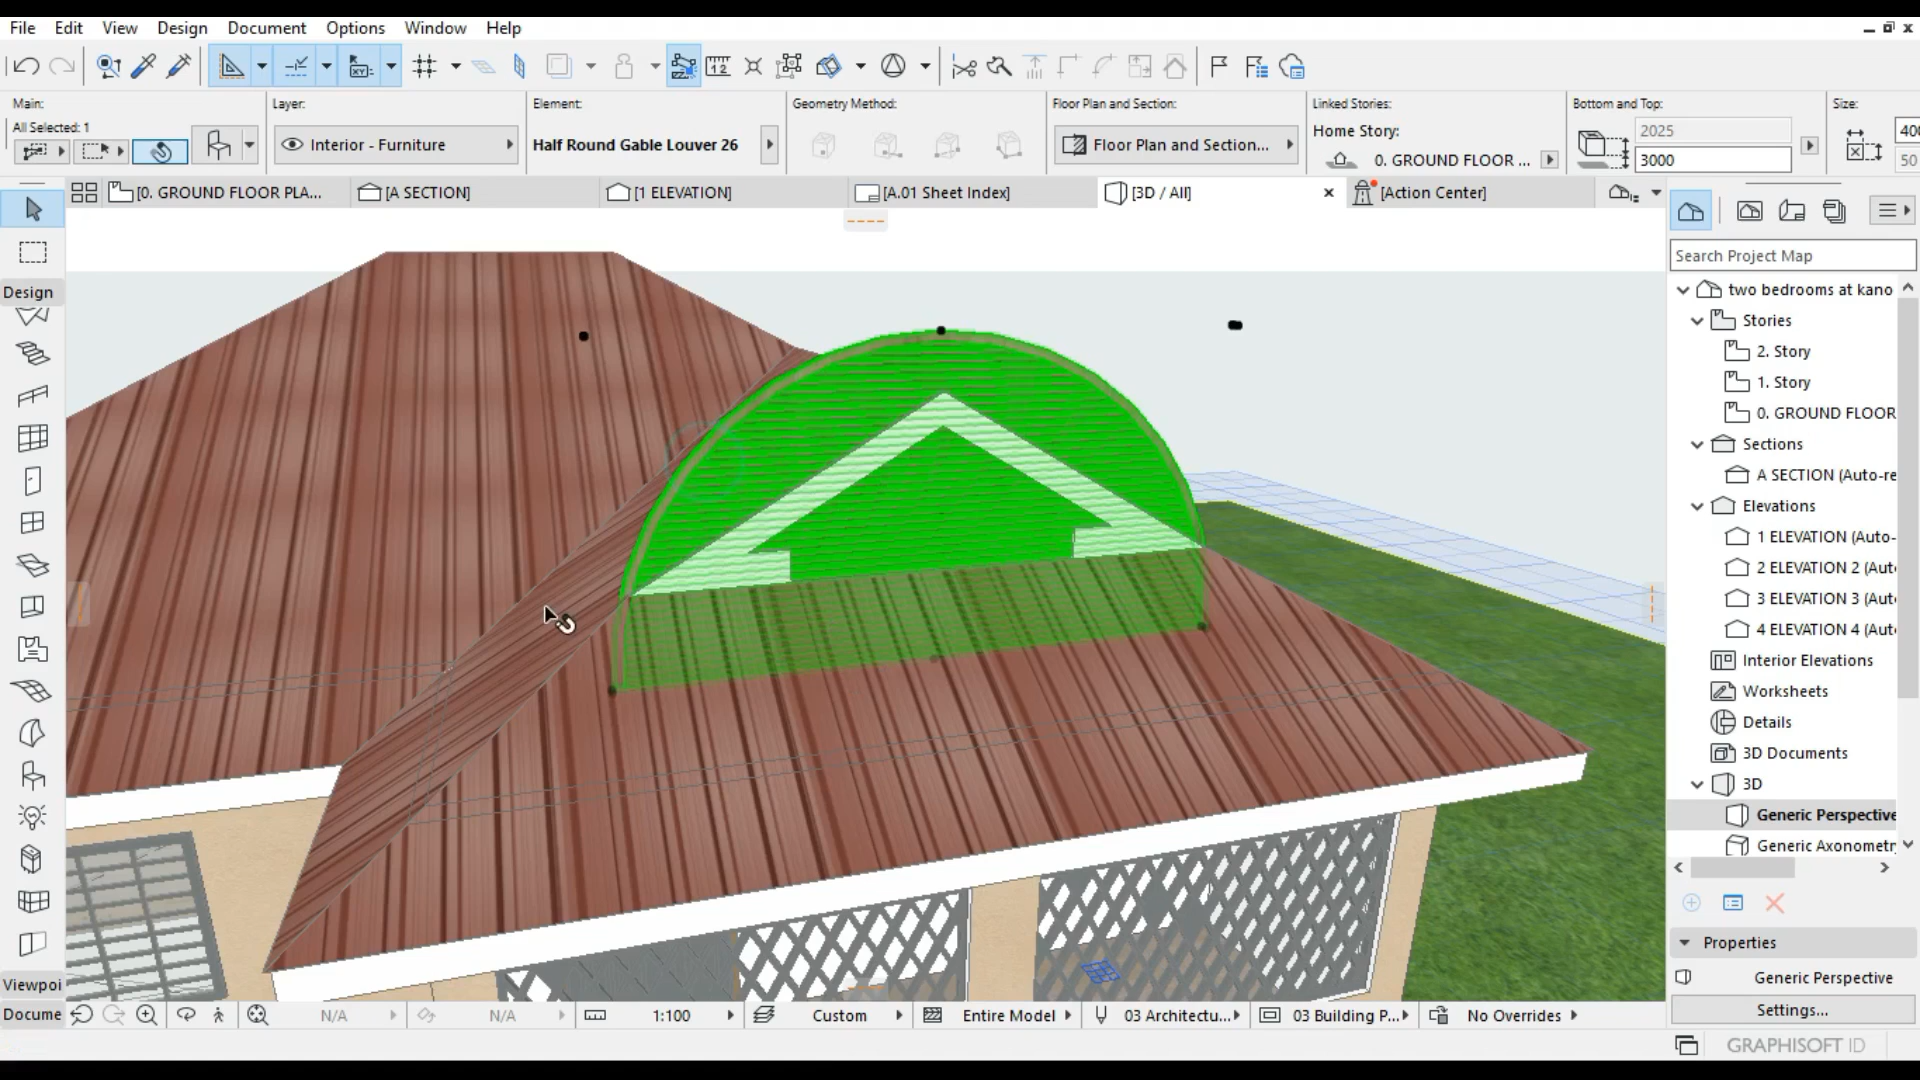 File Edit View Design Document Options Window Help
Main:
All Selected: 1
Layer:
Interior - Furniture
Element:
Half Round Gable Louver 26
Geometry Method:
Floor Plan and Section:
Floor Plan and Section...
Linked Stories:
Home Story:
0. GROUND FLOOR ...
Bottom and Top:
2025
3000
Size:
400
50
[0. GROUND FLOOR PLA...
[A SECTION]
[1 ELEVATION]
[A.01 Sheet Index]
[3D / All]
[Action Center]
Design
Viewpoi
Docume
Search Project Map
two bedrooms at kano
Stories
2. Story
1. Story
0. GROUND FLOOR
Sections
A SECTION (Auto-re
Elevations
1 ELEVATION (Auto-
2 ELEVATION 2 (Aut
3 ELEVATION 3 (Aut
4 ELEVATION 4 (Aut
Interior Elevations
Worksheets
Details
3D Documents
3D
Generic Perspective
Generic Axonometr
Properties
Generic Perspective
Settings...
N/A
N/A
1:100
Custom
Entire Model
03 Architectu...
03 Building P...
No Overrides
GRAPHISOFT ID